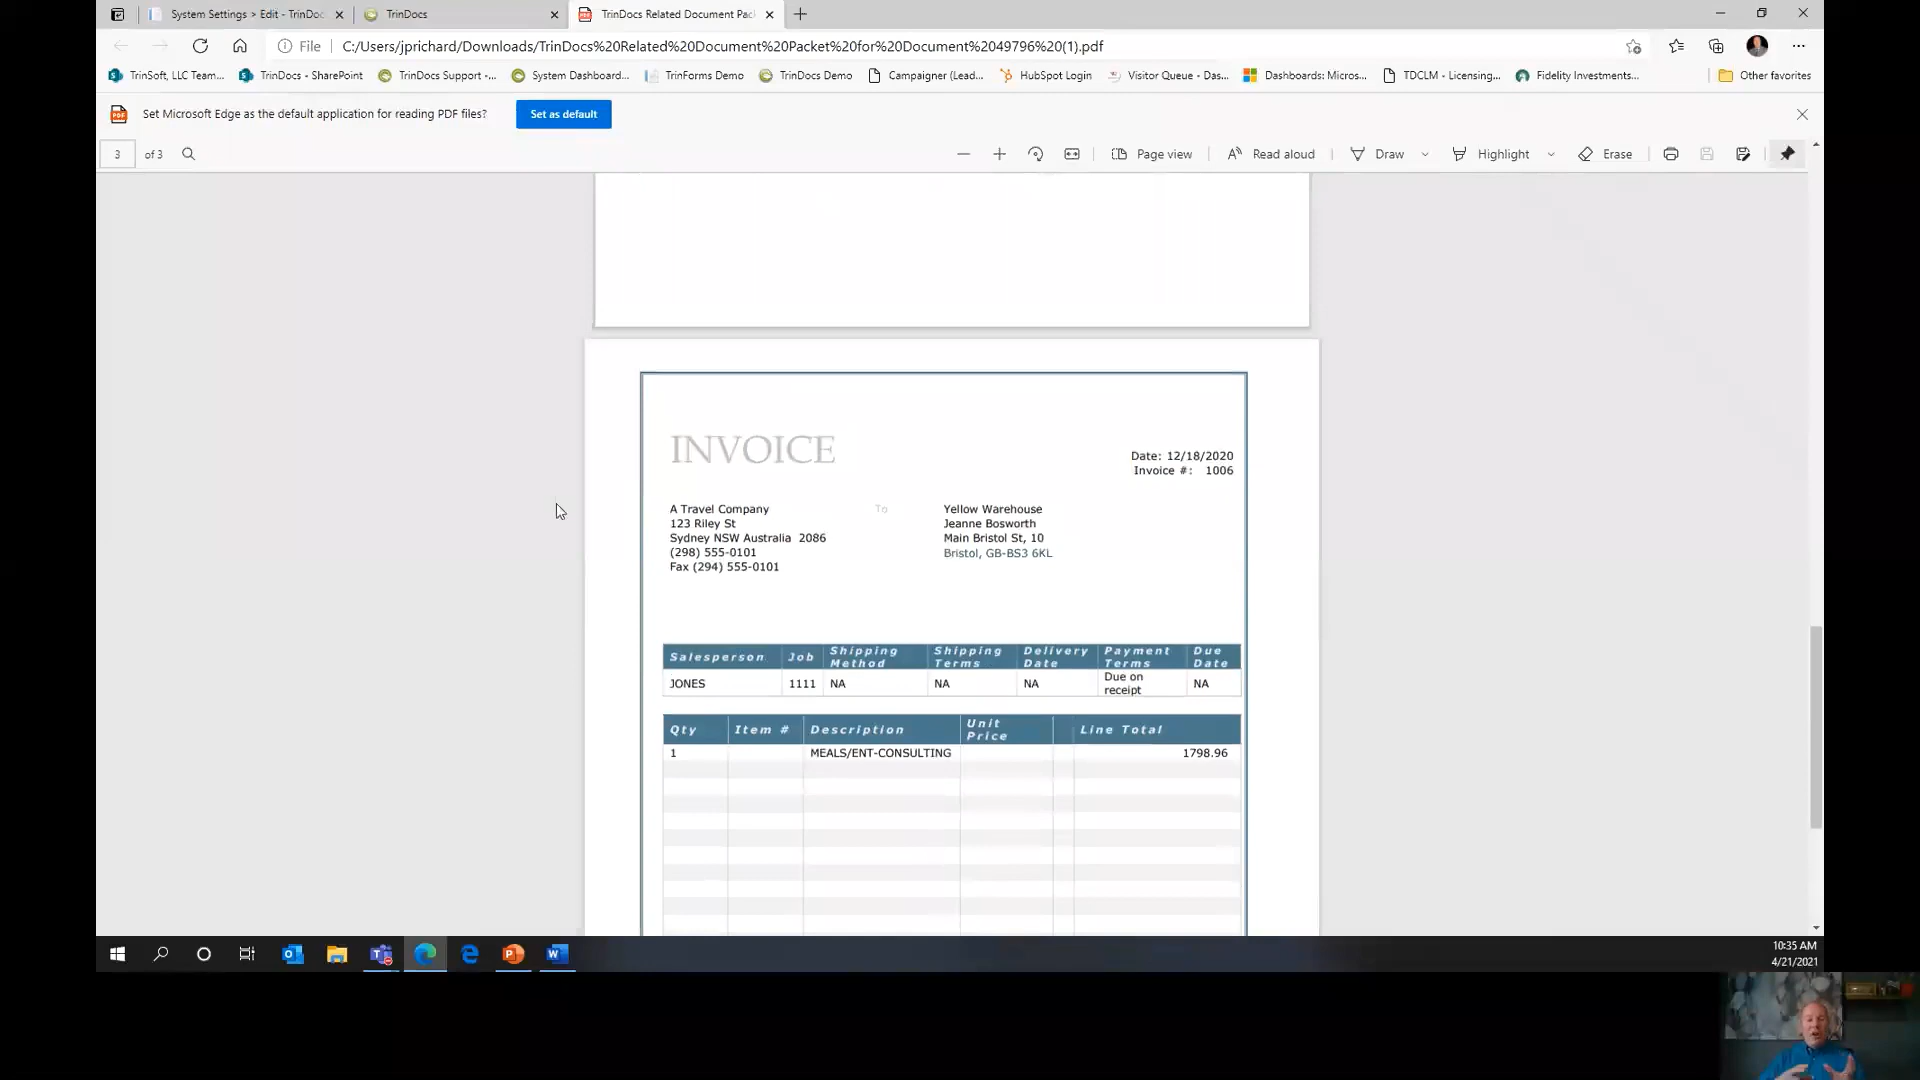 System Settings > Edit - TrinDoc
TrinDocs
TrinDocs Related Document Pac
File
C:/Users/jprichard/Downloads/TrinDocs%20Related%20Document%20Packet%20for%20Document%2049796%20(1).pdf
TrinSoft, LLC Team...
TrinDocs - SharePoint
TrinDocs Support -...
System Dashboard...
TrinForms Demo
TrinDocs Demo
Campaigner (Lead...
HubSpot Login
Visitor Queue - Das...
Dashboards: Micros...
TDCLM - Licensing...
Fidelity Investments...
Other favorites
PDF
Set Microsoft Edge as the default application for reading PDF files?
Set as default
3 of 3
Page view
Read aloud
Draw
Highlight
Erase
INVOICE
Date: 12/18/2020
Invoice #: 1006
A Travel Company
123 Riley St
Sydney NSW Australia 2086
(298) 555-0101
Fax (294) 555-0101
To
Yellow Warehouse
Jeanne Bosworth
Main Bristol St, 10
Bristol, GB-BS3 6KL
Salesperson Job Shipping Method Shipping Terms Delivery Date Payment Terms Due Date
JONES 1111 NA NA NA Due on receipt NA
Qty Item # Description Unit Price Line Total
1 MEALS/ENT-CONSULTING 1798.96
10:35 AM
4/21/2021